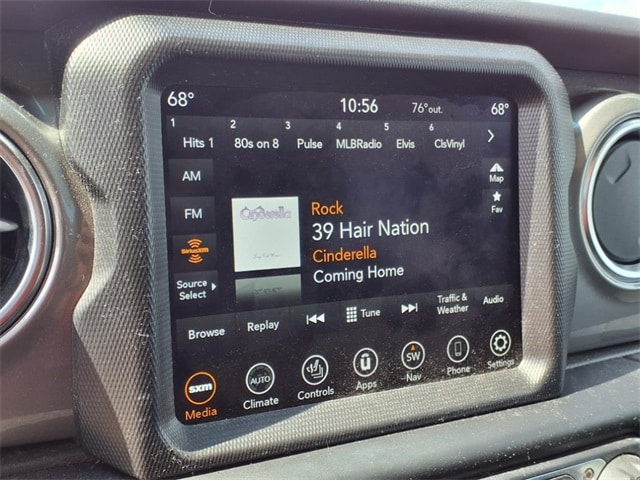 68° 10:56 76°out. 68°
1 2 3 4 5 6
Hits 1 80s on 8 Pulse MLBRadio Elvis ClsVinyl
AM
Map
FM
Fav
SiriusXM
Source
Select
Cinderella
Rock
39 Hair Nation
Cinderella
Coming Home
Browse Replay Tune Traffic & Weather Audio
sxm AUTO SW
Media Climate Controls Apps Nav Phone Settings